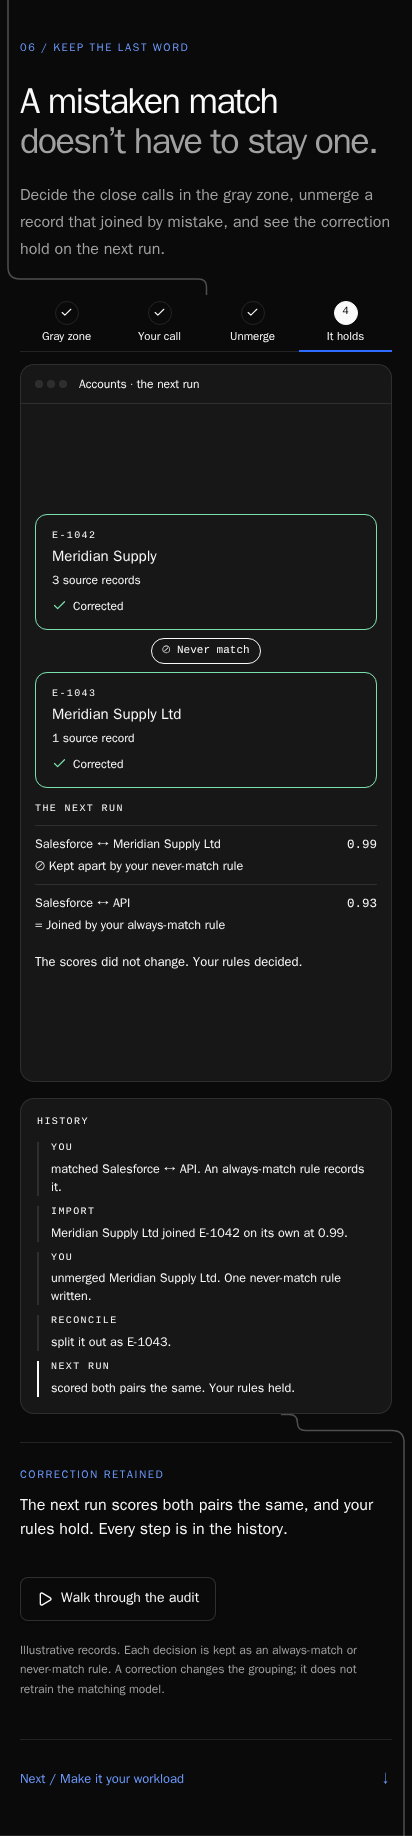 06 / KEEP THE LAST WORD
A mistaken match
doesn’t have to stay one.
Decide the close calls in the gray zone, unmerge a
record that joined by mistake, and see the correction
hold on the next run.
Gray zone
Your call
Unmerge
4
It holds
Accounts · the next run
E-1042
Meridian Supply
3 source records
✓ Corrected
⊘ Never match
E-1043
Meridian Supply Ltd
1 source record
✓ Corrected
THE NEXT RUN
Salesforce ↔ Meridian Supply Ltd 0.99
⊘ Kept apart by your never-match rule
Salesforce ↔ API 0.93
= Joined by your always-match rule
The scores did not change. Your rules decided.
HISTORY
YOU
matched Salesforce ↔ API. An always-match rule records
it.
IMPORT
Meridian Supply Ltd joined E-1042 on its own at 0.99.
YOU
unmerged Meridian Supply Ltd. One never-match rule
written.
RECONCILE
split it out as E-1043.
NEXT RUN
scored both pairs the same. Your rules held.
CORRECTION RETAINED
The next run scores both pairs the same, and your
rules hold. Every step is in the history.
Walk through the audit
Illustrative records. Each decision is kept as an always-match or
never-match rule. A correction changes the grouping; it does not
retrain the matching model.
Next / Make it your workload ↓